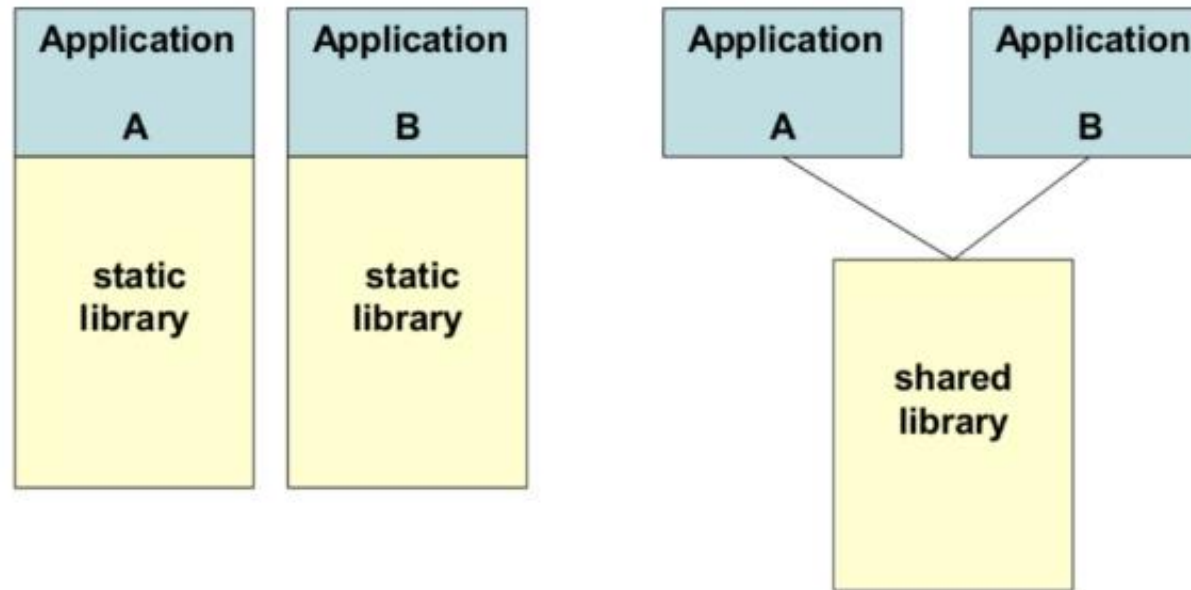 Application
A
static
library
Application
B
static
library
Application
A
Application
B
shared
library